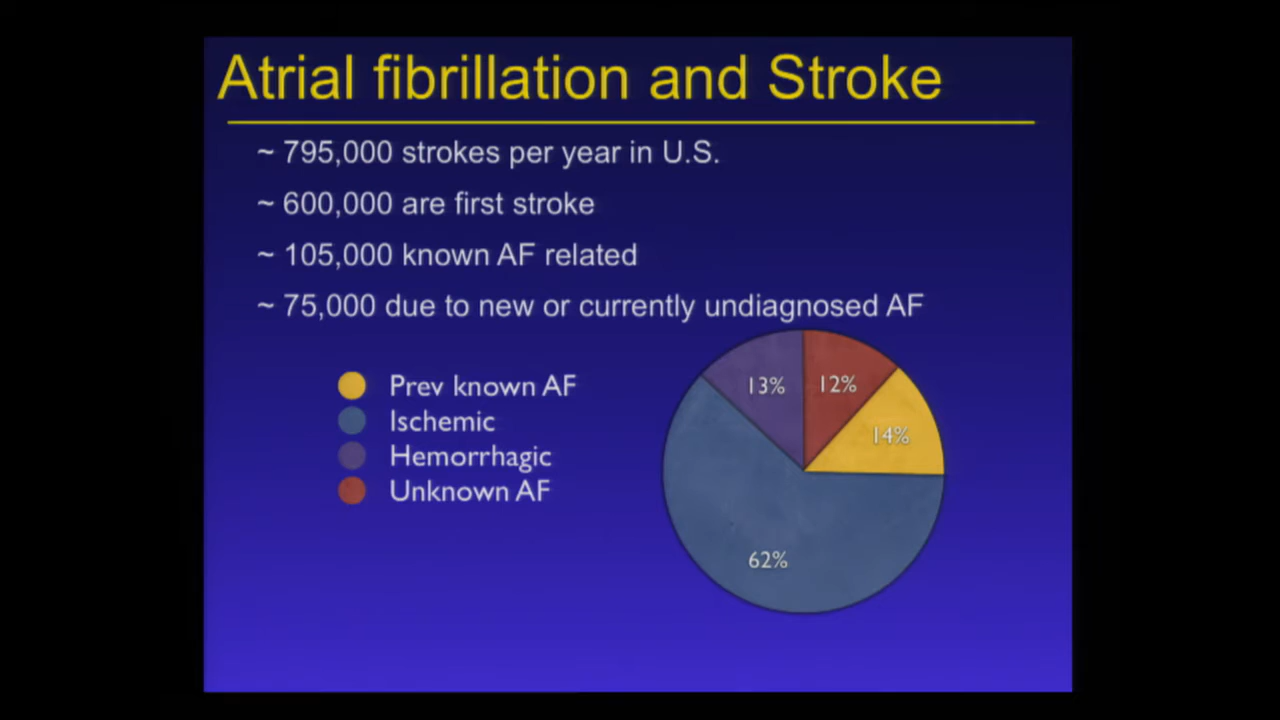 Atrial fibrillation and Stroke
~ 795,000 strokes per year in U.S.
~ 600,000 are first stroke
~ 105,000 known AF related
~ 75,000 due to new or currently undiagnosed AF
Prev known AF
Ischemic
Hemorrhagic
Unknown AF
13%
12%
14%
62%